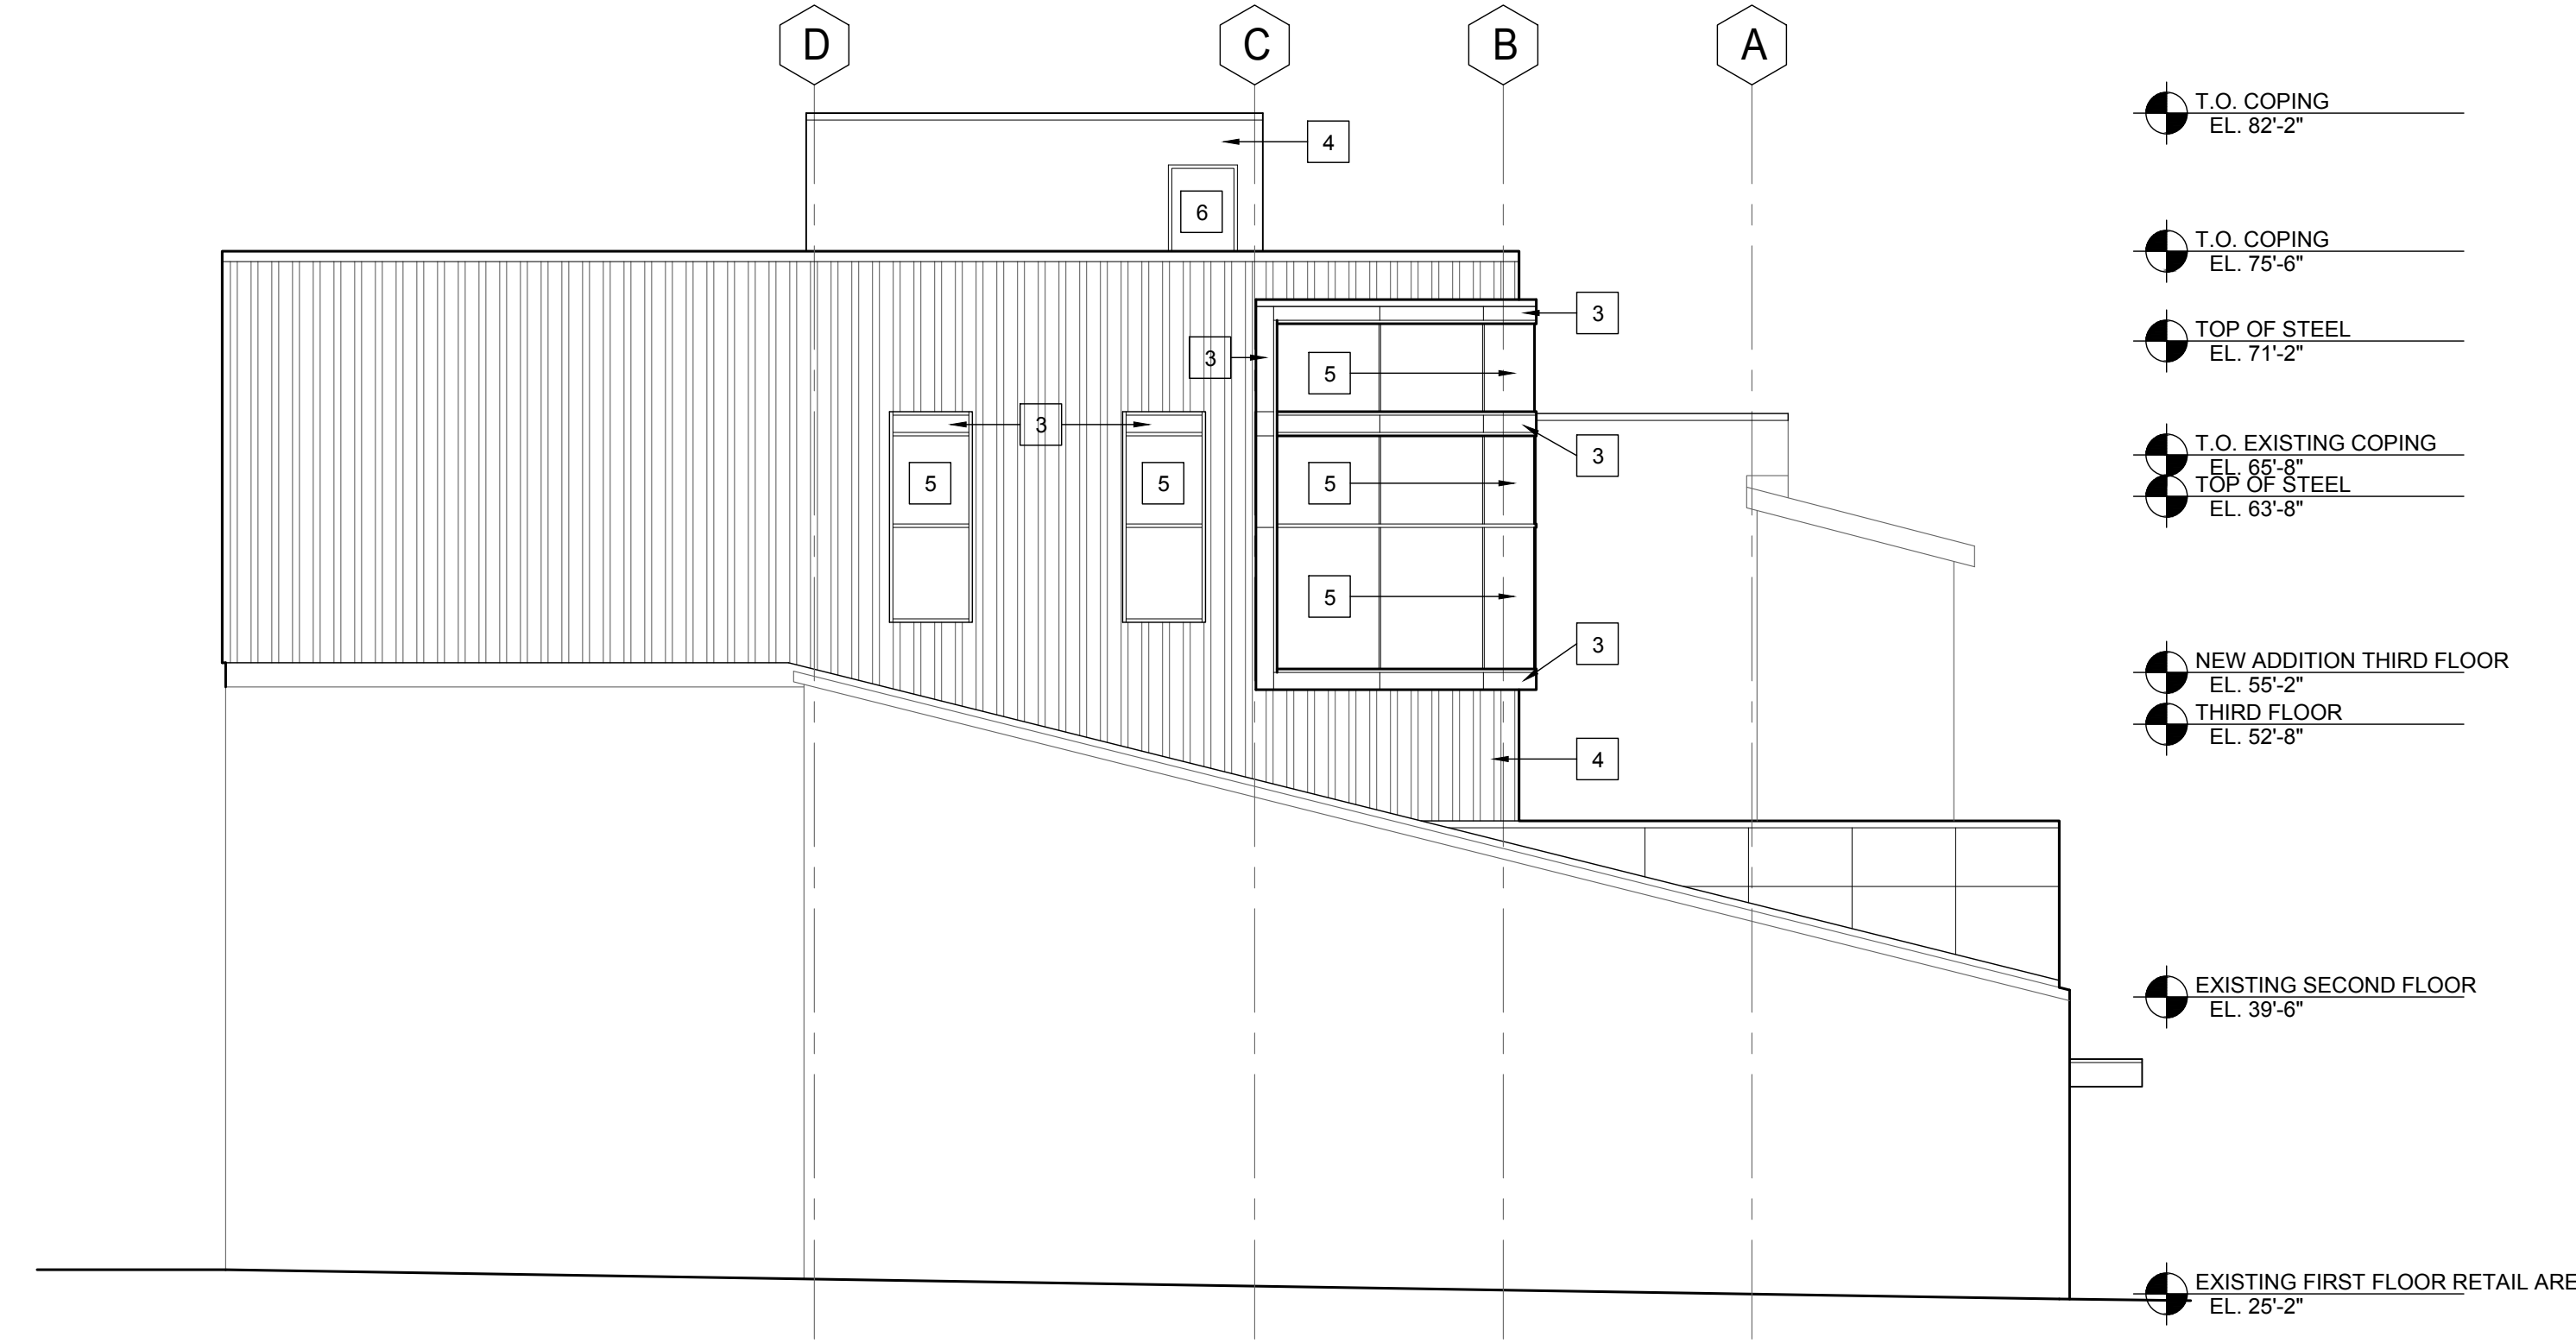 D C B A
T.O. COPING
EL. 82'-2"
4
6
T.O. COPING
EL. 75'-6"
3
TOP OF STEEL
EL. 71'-2"
3
5
3
T.O. EXISTING COPING
EL. 65'-8"
3
5 5 5
TOP OF STEEL
EL. 63'-8"
5
3
NEW ADDITION THIRD FLOOR
EL. 55'-2"
THIRD FLOOR
EL. 52'-8"
4
EXISTING SECOND FLOOR
EL. 39'-6"
EXISTING FIRST FLOOR RETAIL ARE
EL. 25'-2"